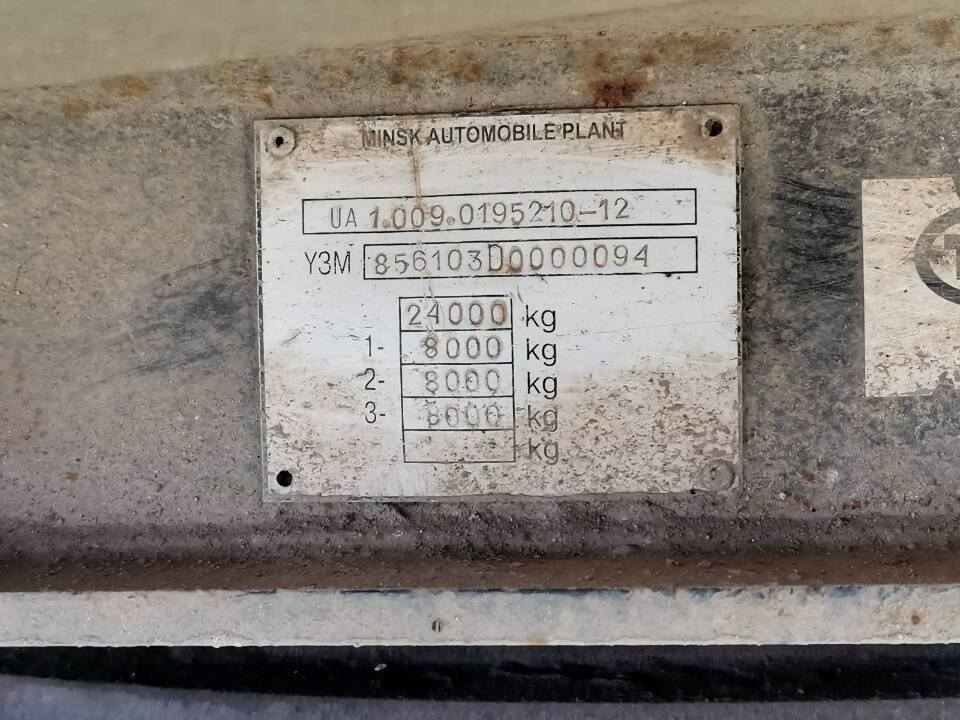 MINSK AUTOMOBILE PLANT
UA 1.009.0195210-12
Y3M 856103D0000094
24000 kg
1- 8000 kg
2- 8000 kg
3- 8000 kg
kg